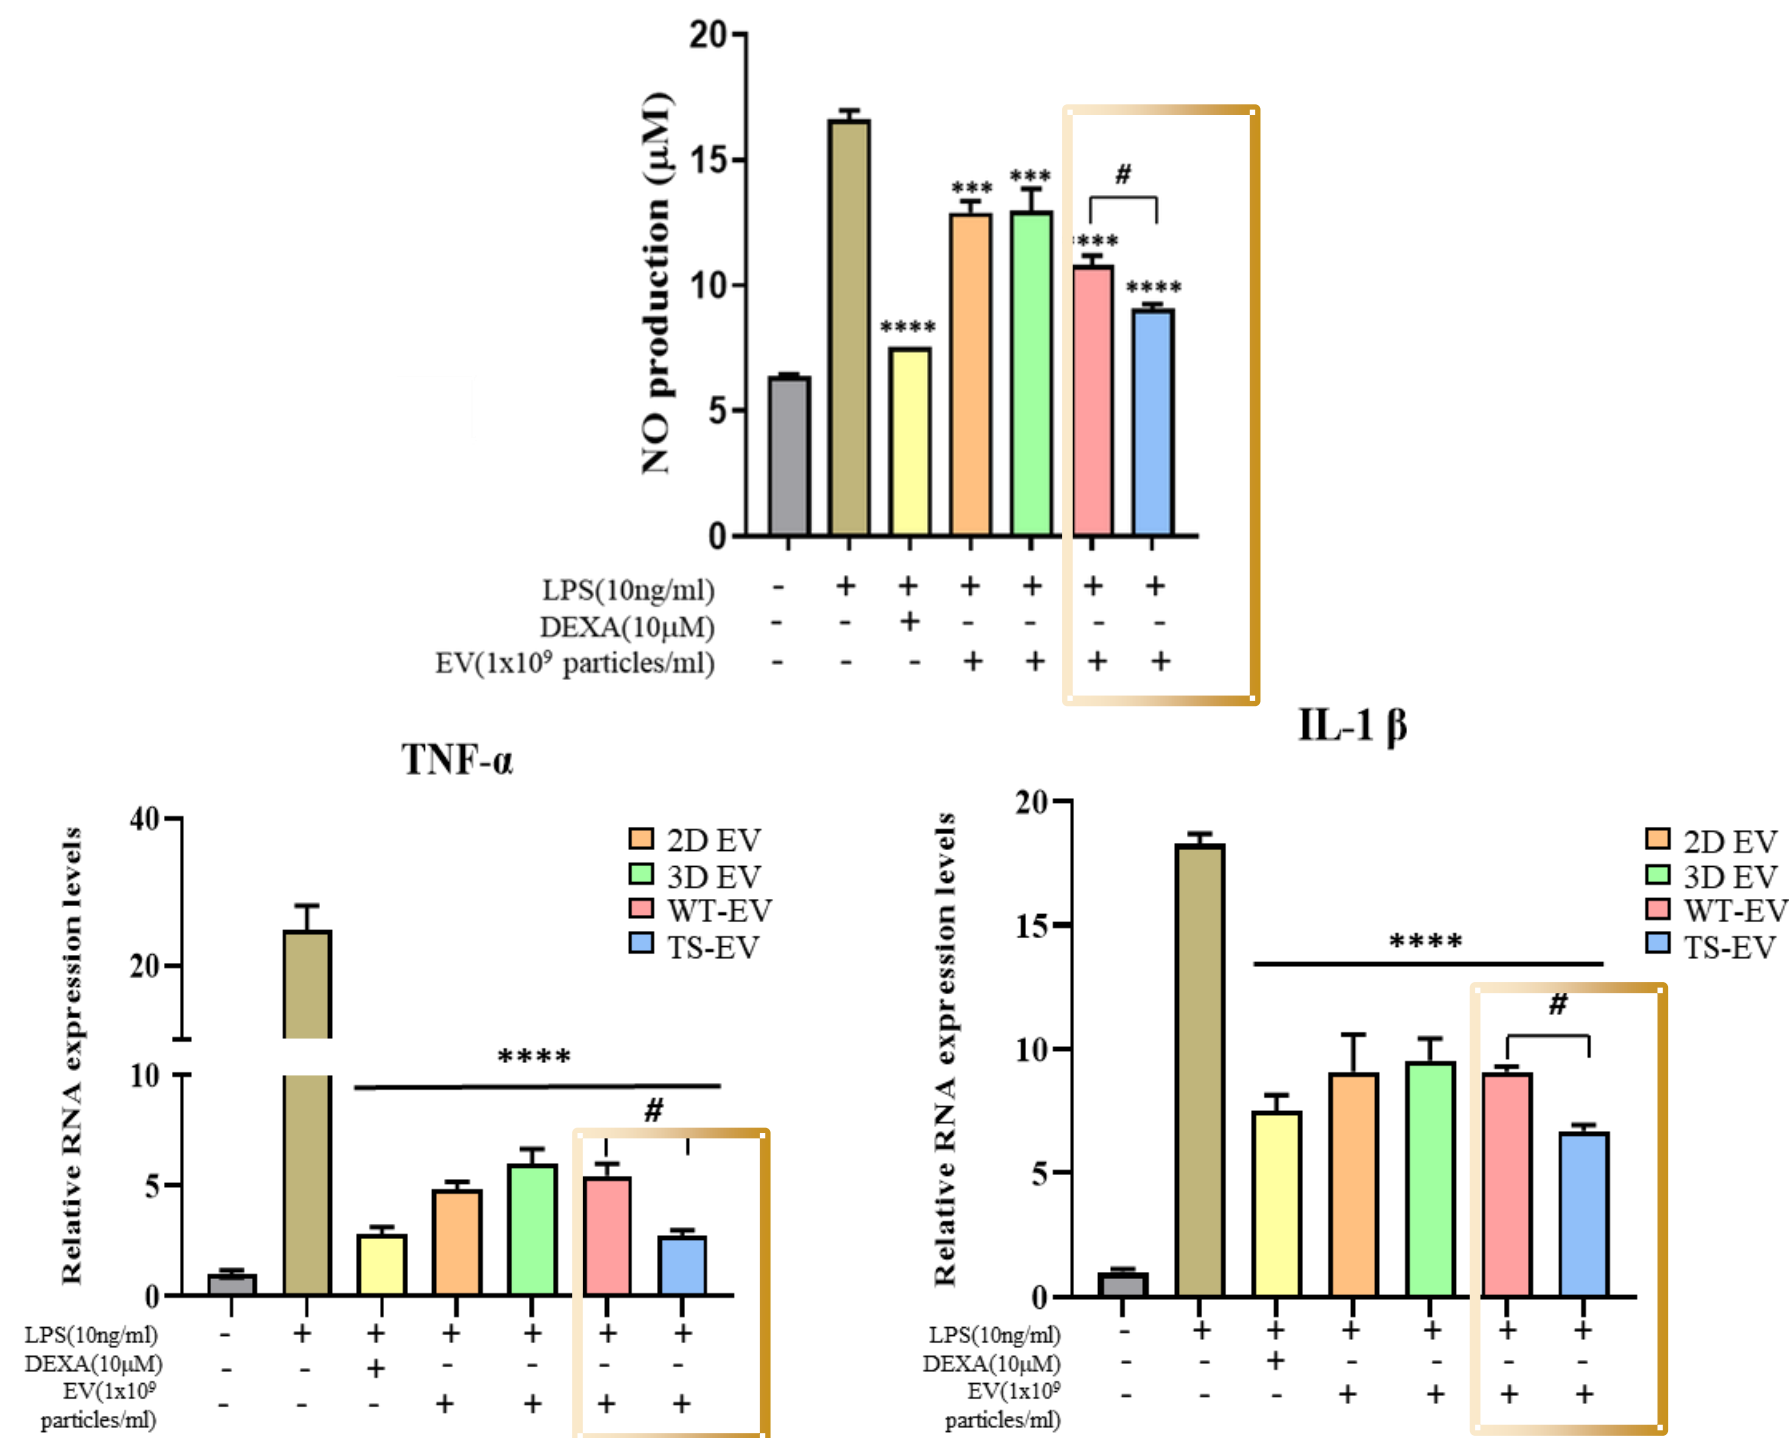 20
15
10
5
0
NO production (µM)
*** *** #
**** **** ****
LPS(10ng/ml) - + + + + + +
DEXA(10µM) - - + - - - -
EV(1x10⁹ particles/ml) - - - + + + +
TNF-α
40
20
10
5
0
Relative RNA expression levels
2D EV
3D EV
WT-EV
TS-EV
****
#
LPS(10ng/ml) - + + + + + +
DEXA(10µM) - - + - - - -
EV(1x10⁹ - - - + + + +
particles/ml)
IL-1 β
20
15
10
5
0
Relative RNA expression levels
2D EV
3D EV
WT-EV
TS-EV
****
#
LPS(10ng/ml) - + + + + + +
DEXA(10µM) - - + - - - -
EV(1x10⁹ - - - + + + +
particles/ml)